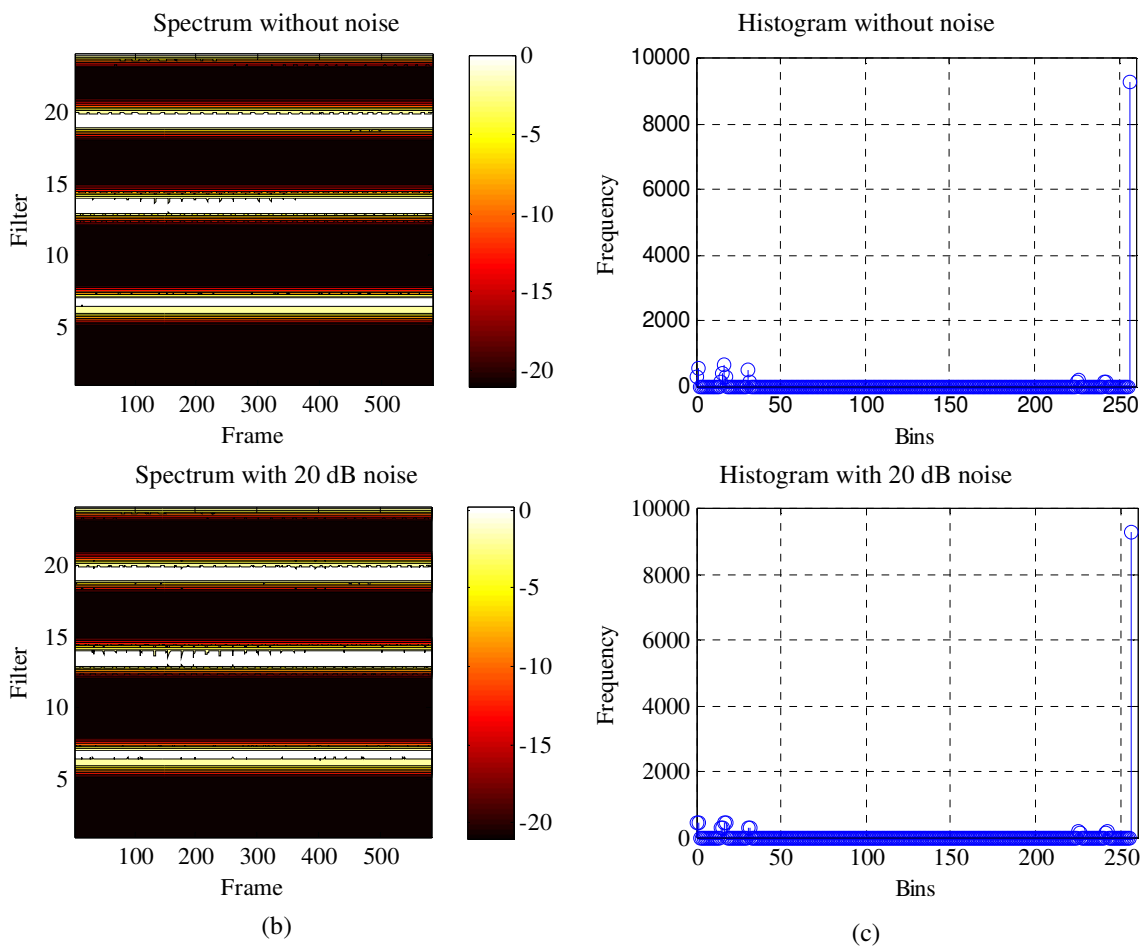 Spectrum without noise
Histogram without noise
0
-5
-10
-15
-20
20
15
10
5
Filter
100 200 300 400 500
Frame
10000
8000
6000
4000
2000
0
Frequency
0 50 100 150 200 250
Bins
Spectrum with 20 dB noise
Histogram with 20 dB noise
0
-5
-10
-15
-20
20
15
10
5
Filter
100 200 300 400 500
Frame
10000
8000
6000
4000
2000
0
Frequency
0 50 100 150 200 250
Bins
(b)
(c)